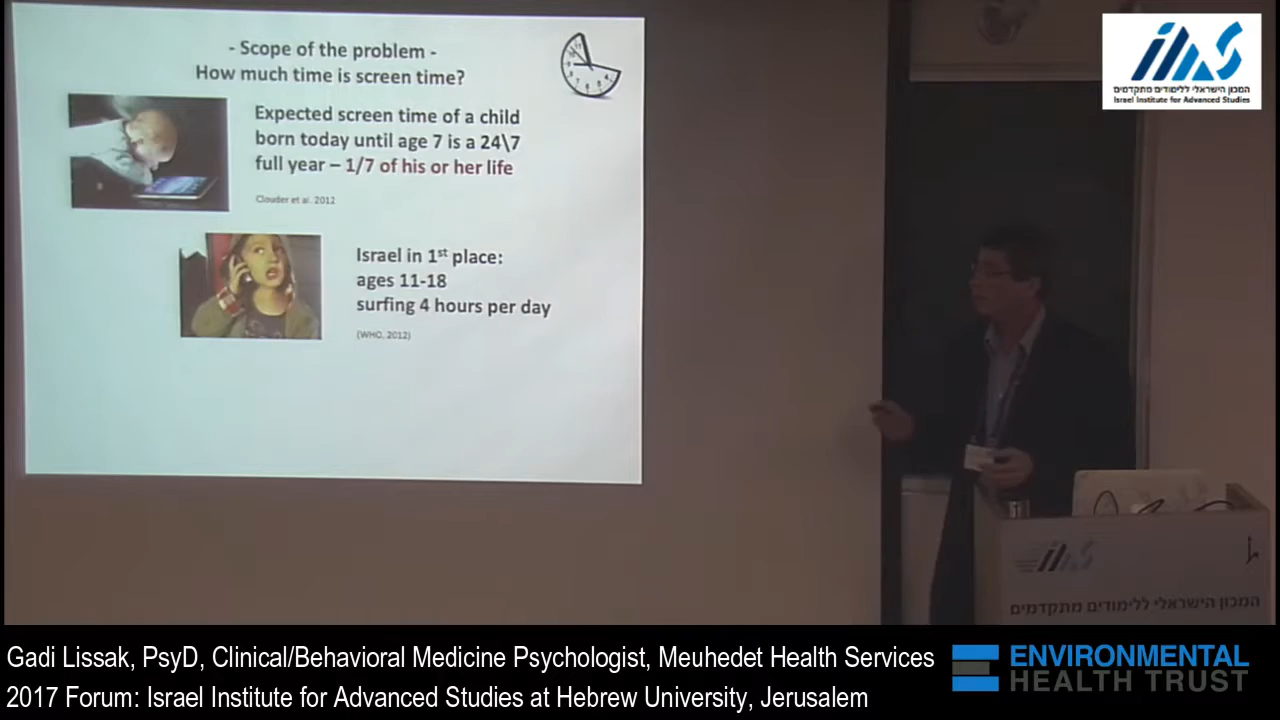 - Scope of the problem -
How much time is screen time?
Expected screen time of a child
born today until age 7 is a 24\7
full year – 1/7 of his or her life
Clouder et al. 2012
Israel in 1st place:
ages 11-18
surfing 4 hours per day
(WHO, 2012)
ias
המכון הישראלי ללימודים מתקדמים
Israel Institute for Advanced Studies
ias
המכון הישראלי ללימודים מתקדמים
Gadi Lissak, PsyD, Clinical/Behavioral Medicine Psychologist, Meuhedet Health Services
2017 Forum: Israel Institute for Advanced Studies at Hebrew University, Jerusalem
ENVIRONMENTAL
HEALTH TRUST